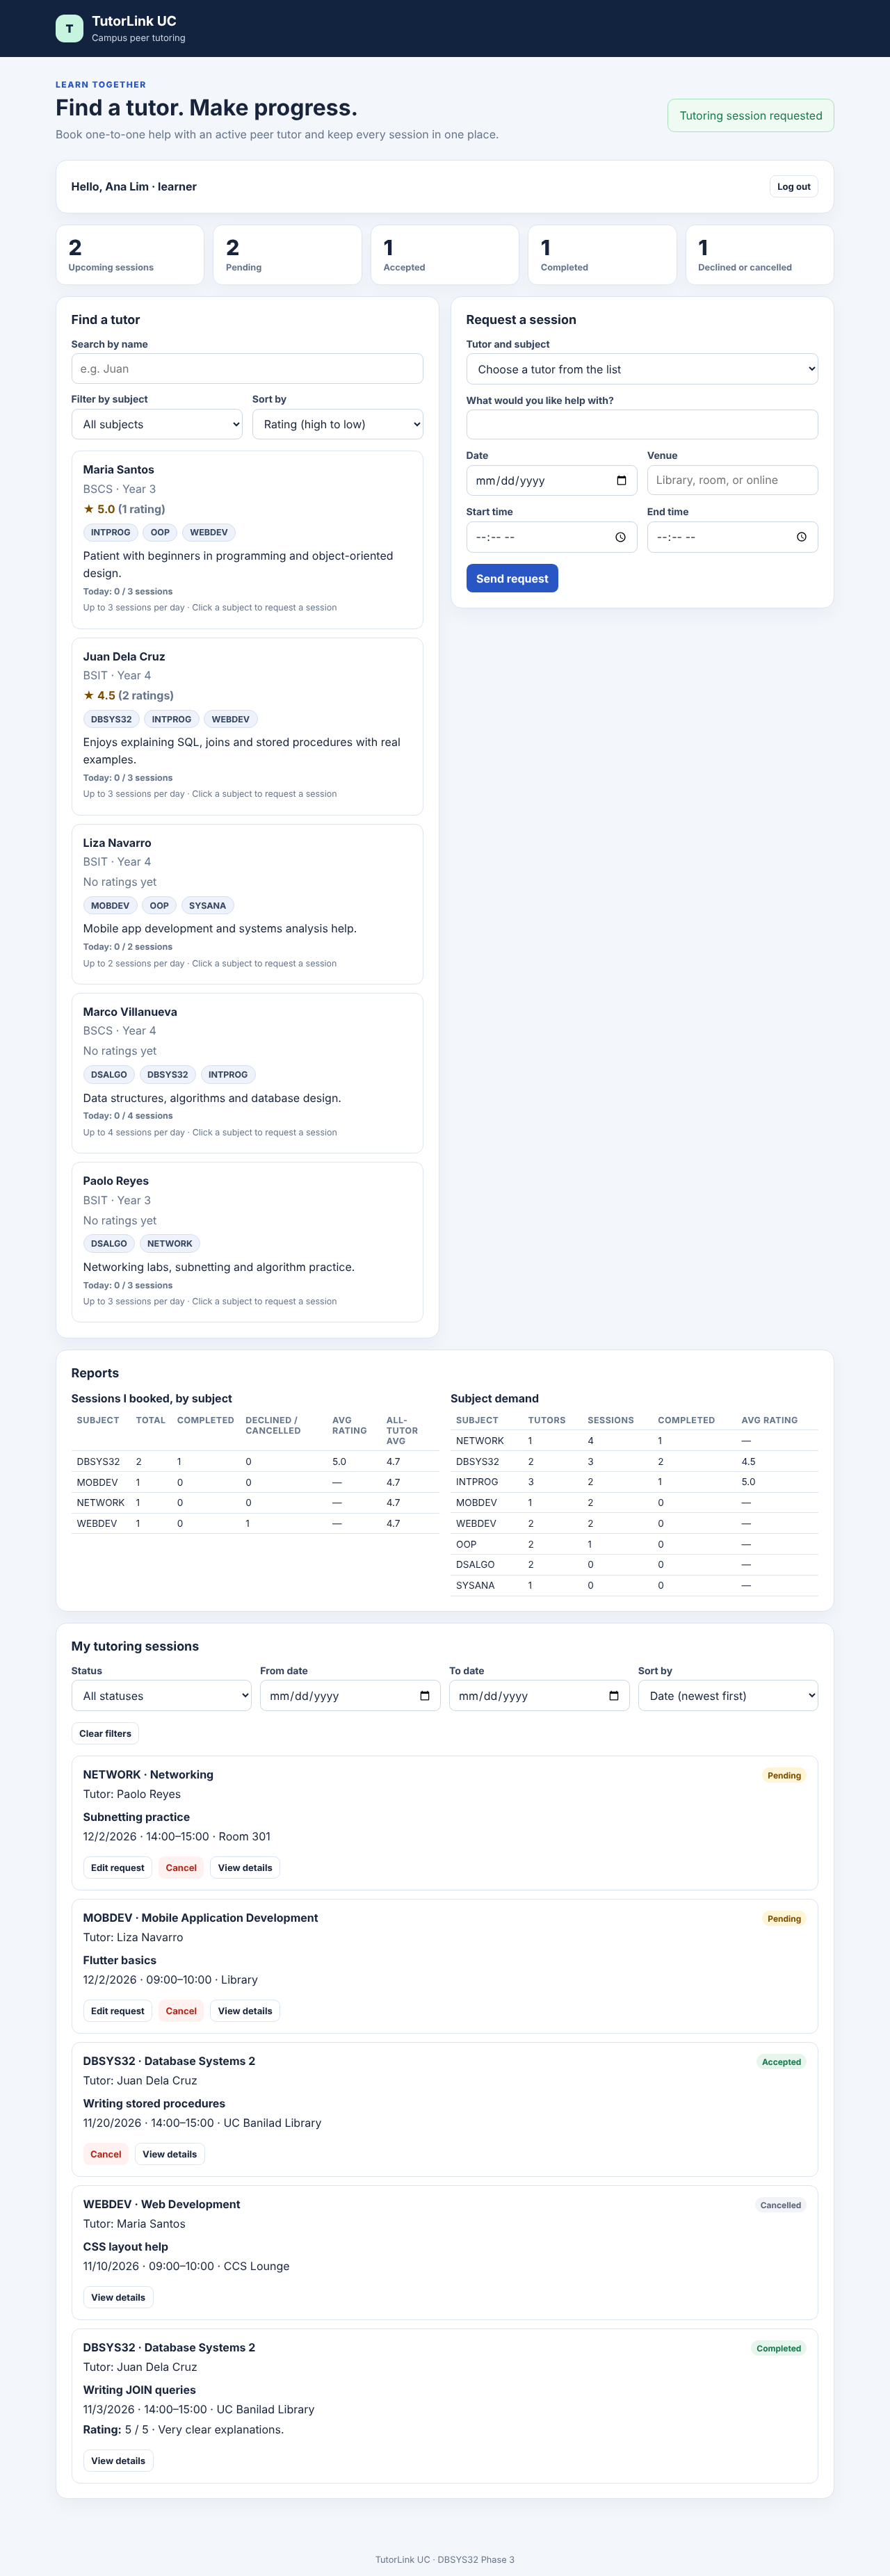 T
TutorLink UC
Campus peer tutoring
LEARN TOGETHER
Find a tutor. Make progress.
Book one-to-one help with an active peer tutor and keep every session in one place.
Tutoring session requested
Hello, Ana Lim · learner
Log out
2
Upcoming sessions
2
Pending
1
Accepted
1
Completed
1
Declined or cancelled
Find a tutor
Search by name
e.g. Juan
Filter by subject Sort by
All subjects Rating (high to low)
Maria Santos
BSCS · Year 3
★ 5.0 (1 rating)
INTPROG OOP WEBDEV
Patient with beginners in programming and object-oriented
design.
Today: 0 / 3 sessions
Up to 3 sessions per day · Click a subject to request a session
Juan Dela Cruz
BSIT · Year 4
★ 4.5 (2 ratings)
DBSYS32 INTPROG WEBDEV
Enjoys explaining SQL, joins and stored procedures with real
examples.
Today: 0 / 3 sessions
Up to 3 sessions per day · Click a subject to request a session
Liza Navarro
BSIT · Year 4
No ratings yet
MOBDEV OOP SYSANA
Mobile app development and systems analysis help.
Today: 0 / 2 sessions
Up to 2 sessions per day · Click a subject to request a session
Marco Villanueva
BSCS · Year 4
No ratings yet
DSALGO DBSYS32 INTPROG
Data structures, algorithms and database design.
Today: 0 / 4 sessions
Up to 4 sessions per day · Click a subject to request a session
Paolo Reyes
BSIT · Year 3
No ratings yet
DSALGO NETWORK
Networking labs, subnetting and algorithm practice.
Today: 0 / 3 sessions
Up to 3 sessions per day · Click a subject to request a session
Request a session
Tutor and subject
Choose a tutor from the list
What would you like help with?
Date Venue
mm/dd/yyyy Library, room, or online
Start time End time
--:-- -- --:-- --
Send request
Reports
Sessions I booked, by subject
SUBJECT TOTAL COMPLETED DECLINED / CANCELLED AVG RATING ALL-TUTOR AVG
DBSYS32 2 1 0 5.0 4.7
MOBDEV 1 0 0 — 4.7
NETWORK 1 0 0 — 4.7
WEBDEV 1 0 1 — 4.7
Subject demand
SUBJECT TUTORS SESSIONS COMPLETED AVG RATING
NETWORK 1 4 1 —
DBSYS32 2 3 2 4.5
INTPROG 3 2 1 5.0
MOBDEV 1 2 0 —
WEBDEV 2 2 0 —
OOP 2 1 0 —
DSALGO 2 0 0 —
SYSANA 1 0 0 —
My tutoring sessions
Status From date To date Sort by
All statuses mm/dd/yyyy mm/dd/yyyy Date (newest first)
Clear filters
NETWORK · Networking Pending
Tutor: Paolo Reyes
Subnetting practice
12/2/2026 · 14:00–15:00 · Room 301
Edit request Cancel View details
MOBDEV · Mobile Application Development Pending
Tutor: Liza Navarro
Flutter basics
12/2/2026 · 09:00–10:00 · Library
Edit request Cancel View details
DBSYS32 · Database Systems 2 Accepted
Tutor: Juan Dela Cruz
Writing stored procedures
11/20/2026 · 14:00–15:00 · UC Banilad Library
Cancel View details
WEBDEV · Web Development Cancelled
Tutor: Maria Santos
CSS layout help
11/10/2026 · 09:00–10:00 · CCS Lounge
View details
DBSYS32 · Database Systems 2 Completed
Tutor: Juan Dela Cruz
Writing JOIN queries
11/3/2026 · 14:00–15:00 · UC Banilad Library
Rating: 5 / 5 · Very clear explanations.
View details
TutorLink UC · DBSYS32 Phase 3